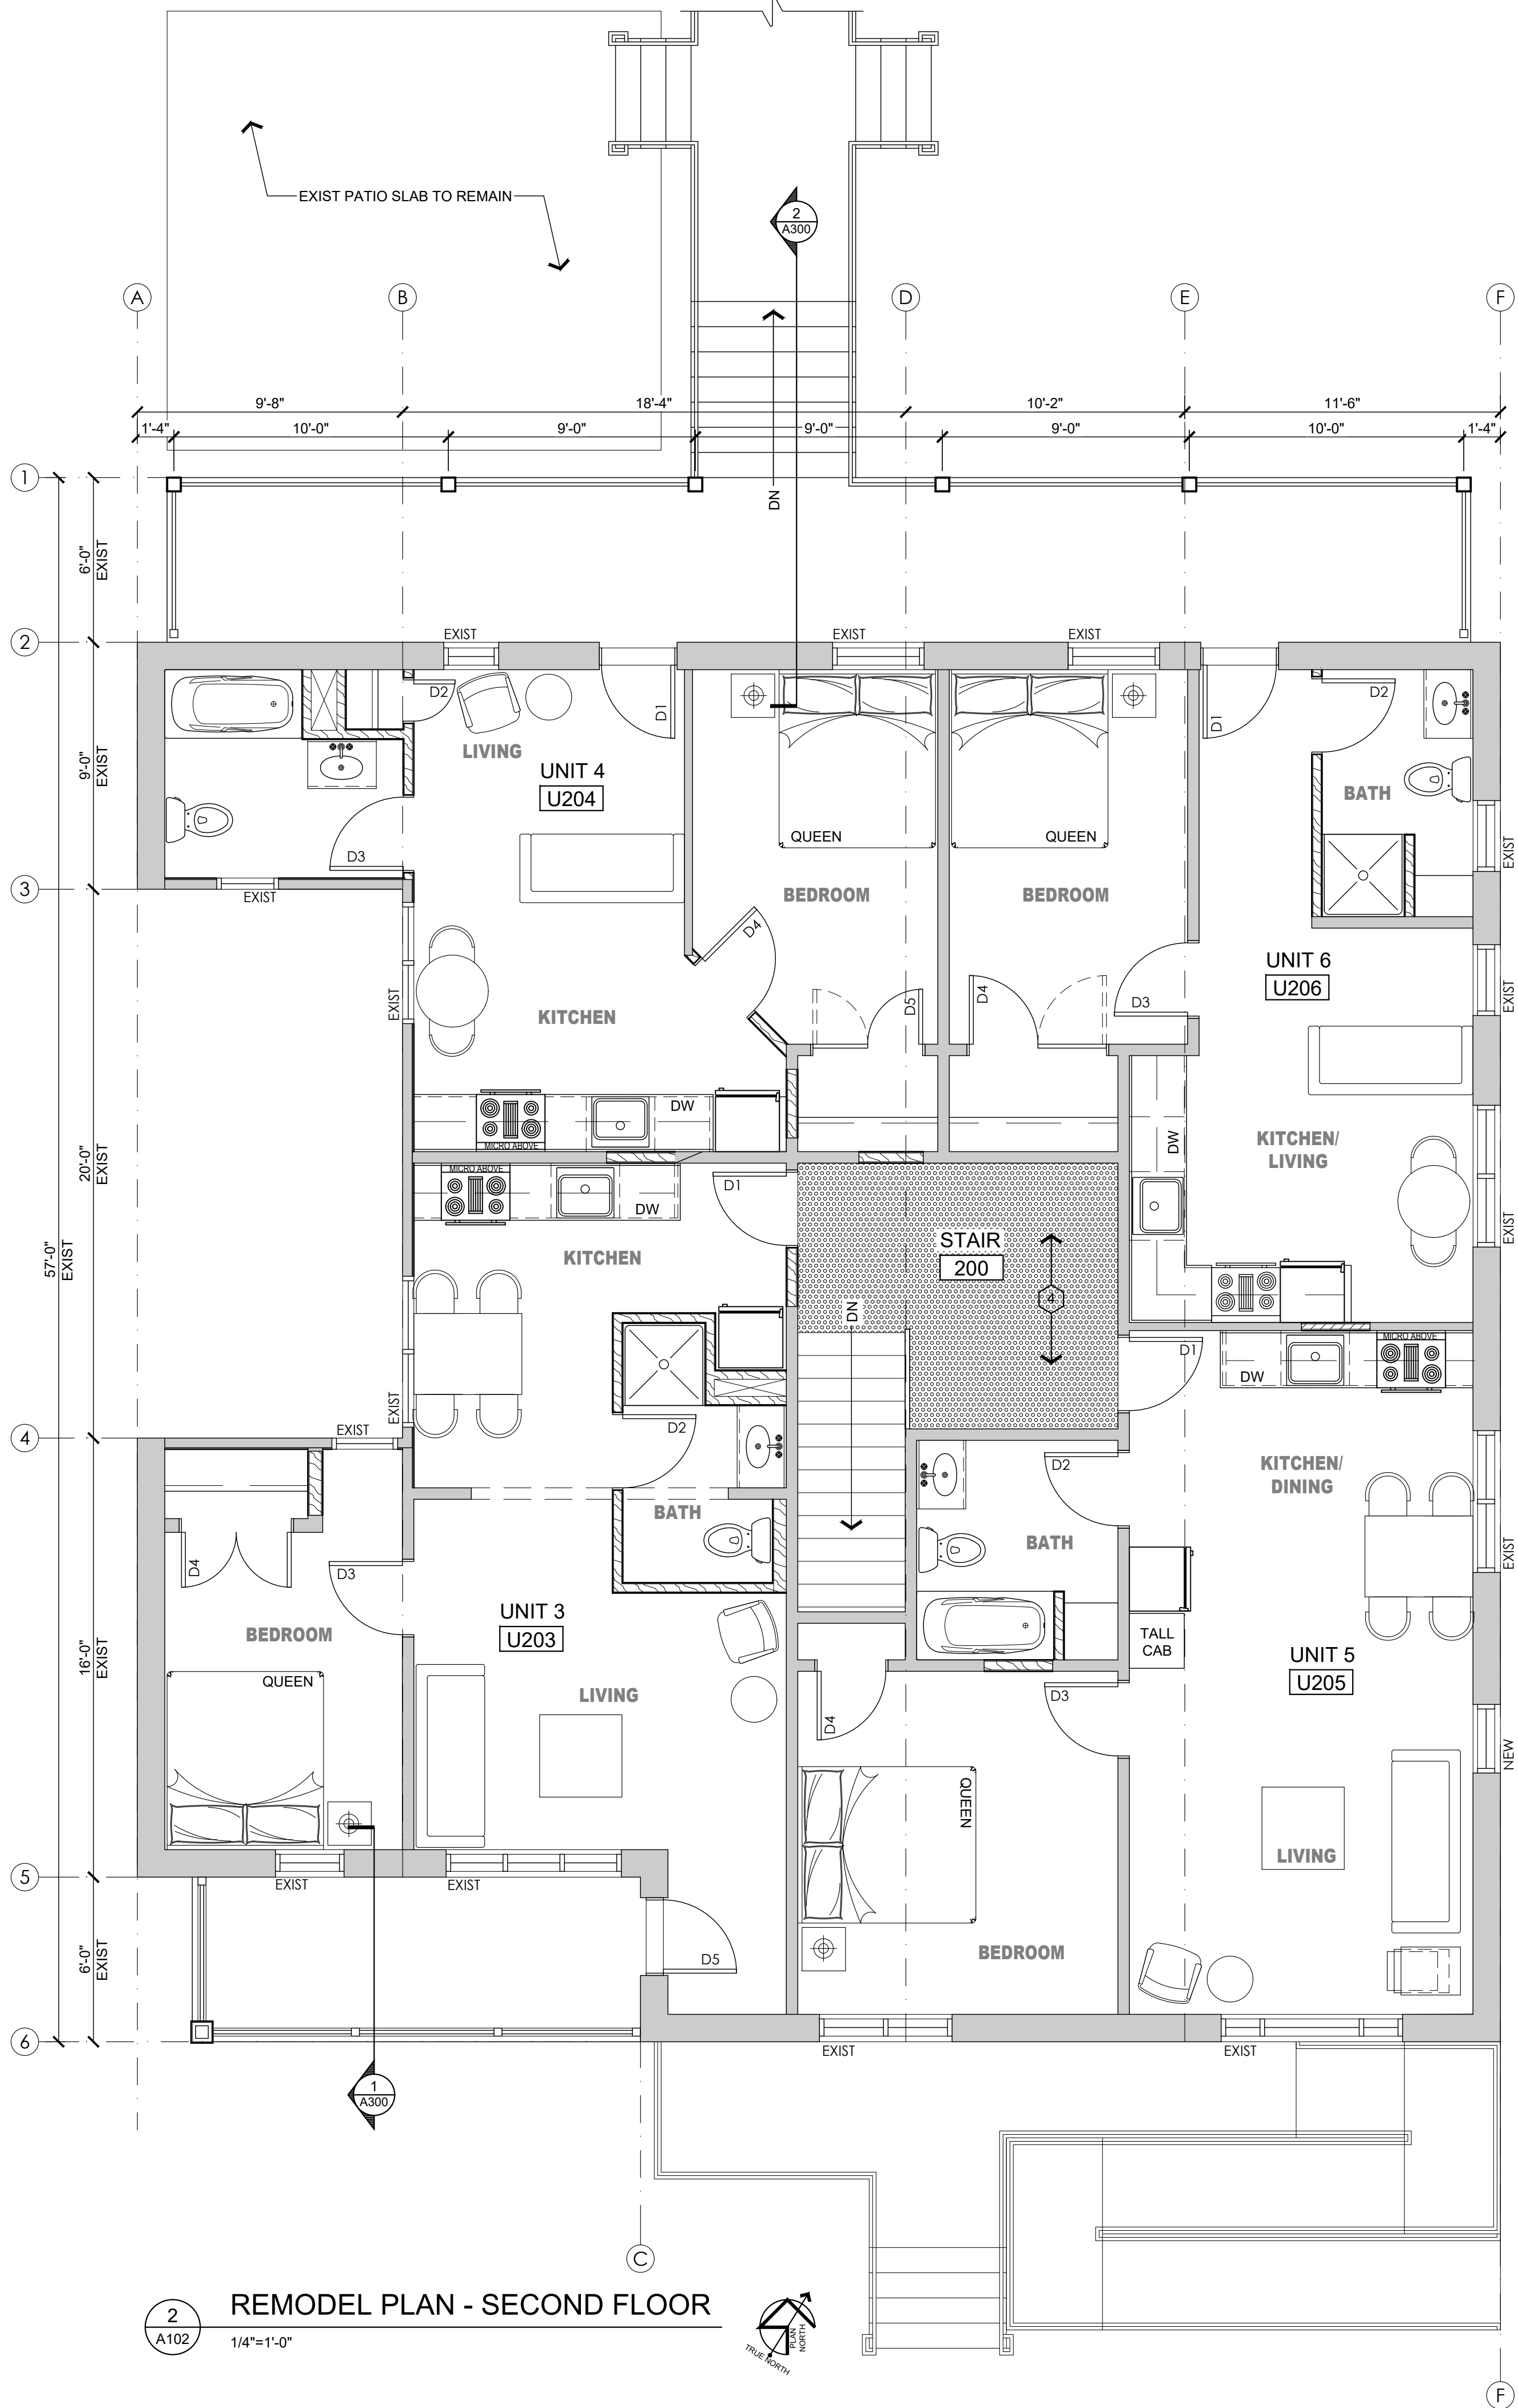 EXIST PATIO SLAB TO REMAIN
2
A300
A
B
D
E
F
9'-8"
18'-4"
10'-2"
11'-6"
1'-4"
10'-0"
9'-0"
9'-0"
9'-0"
10'-0"
1'-4"
1
DN
6'-0"
EXIST
2
EXIST
EXIST
EXIST
D2
D1
D1
D2
LIVING
UNIT 4
U204
9'-0"
EXIST
BATH
QUEEN
QUEEN
EXIST
D3
3
EXIST
BEDROOM
BEDROOM
D4
UNIT 6
U206
EXIST
KITCHEN
D5
D4
D3
EXIST
DW
MICRO ABOVE
KITCHEN/
LIVING
DW
MICRO ABOVE
D1
DW
20'-0"
EXIST
EXIST
57'-0"
EXIST
KITCHEN
STAIR
200
4
DN
D1
MICRO ABOVE
DW
EXIST
4
EXIST
D2
D2
KITCHEN/
DINING
BATH
BATH
EXIST
D4
D3
UNIT 3
U203
BEDROOM
TALL
CAB
UNIT 5
U205
16'-0"
EXIST
QUEEN
LIVING
D4
D3
NEW
QUEEN
LIVING
5
EXIST
EXIST
6'-0"
EXIST
D5
BEDROOM
6
EXIST
EXIST
1
A300
C
2
A102
REMODEL PLAN - SECOND FLOOR
1/4"=1'-0"
PLAN
NORTH
TRUE NORTH
F